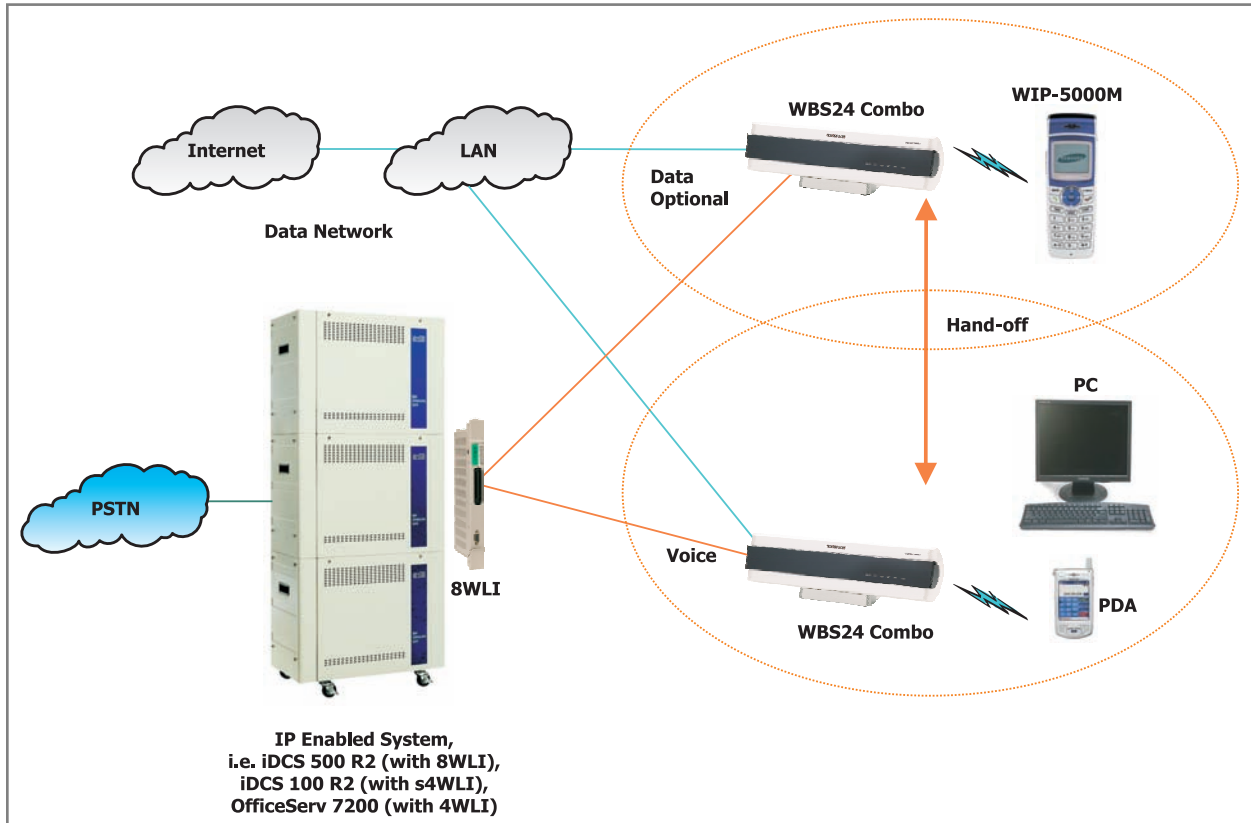 WIP-5000M
WBS24 Combo
Internet
LAN
Data
Optional
Data Network
Hand-off
PC
PSTN
Voice
8WLI
PDA
WBS24 Combo
IP Enabled System,
i.e. iDCS 500 R2 (with 8WLI),
iDCS 100 R2 (with s4WLI),
OfficeServ 7200 (with 4WLI)